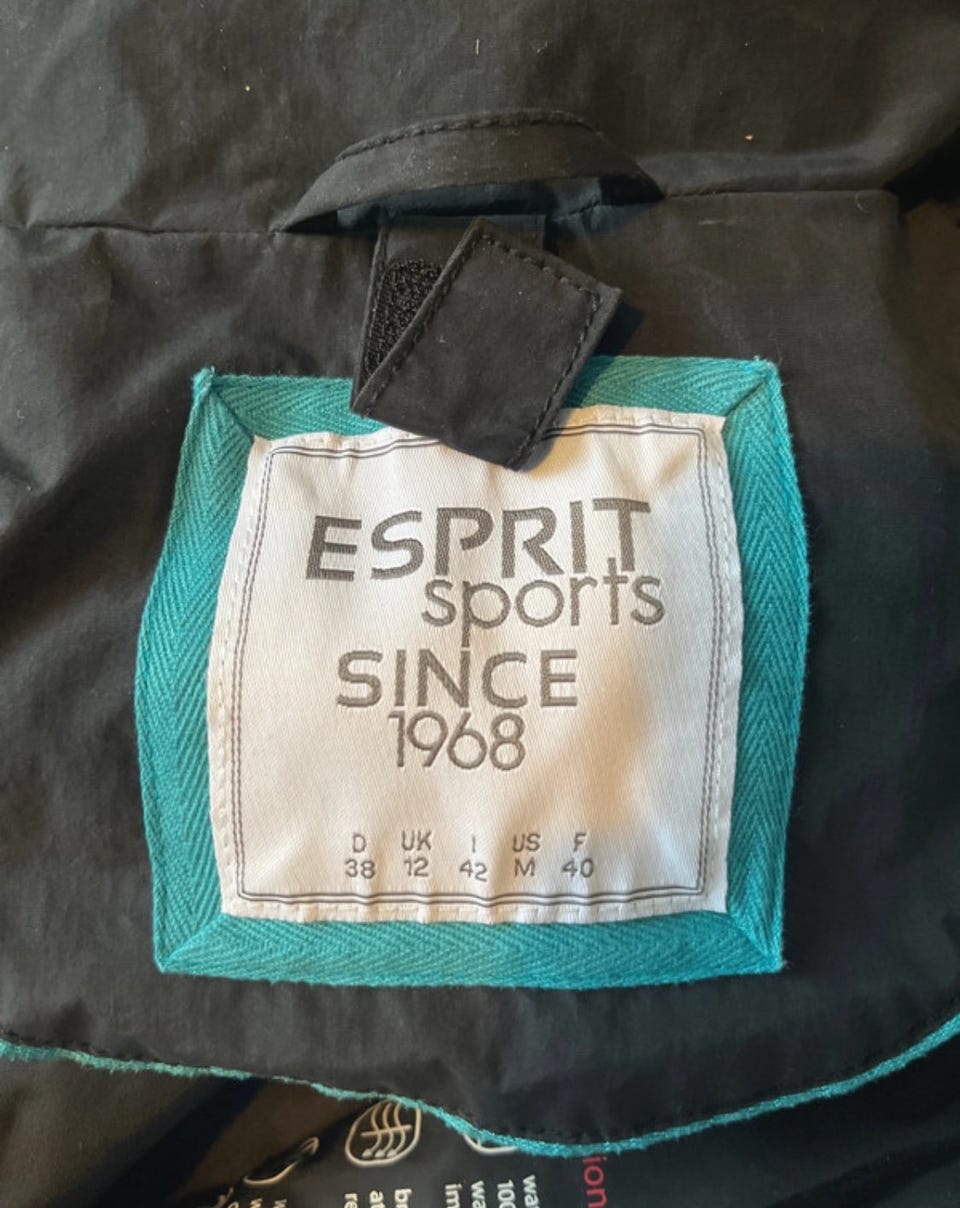 ESPRIT
sports
SINCE
1968
D UK I US F
38 12 42 M 40